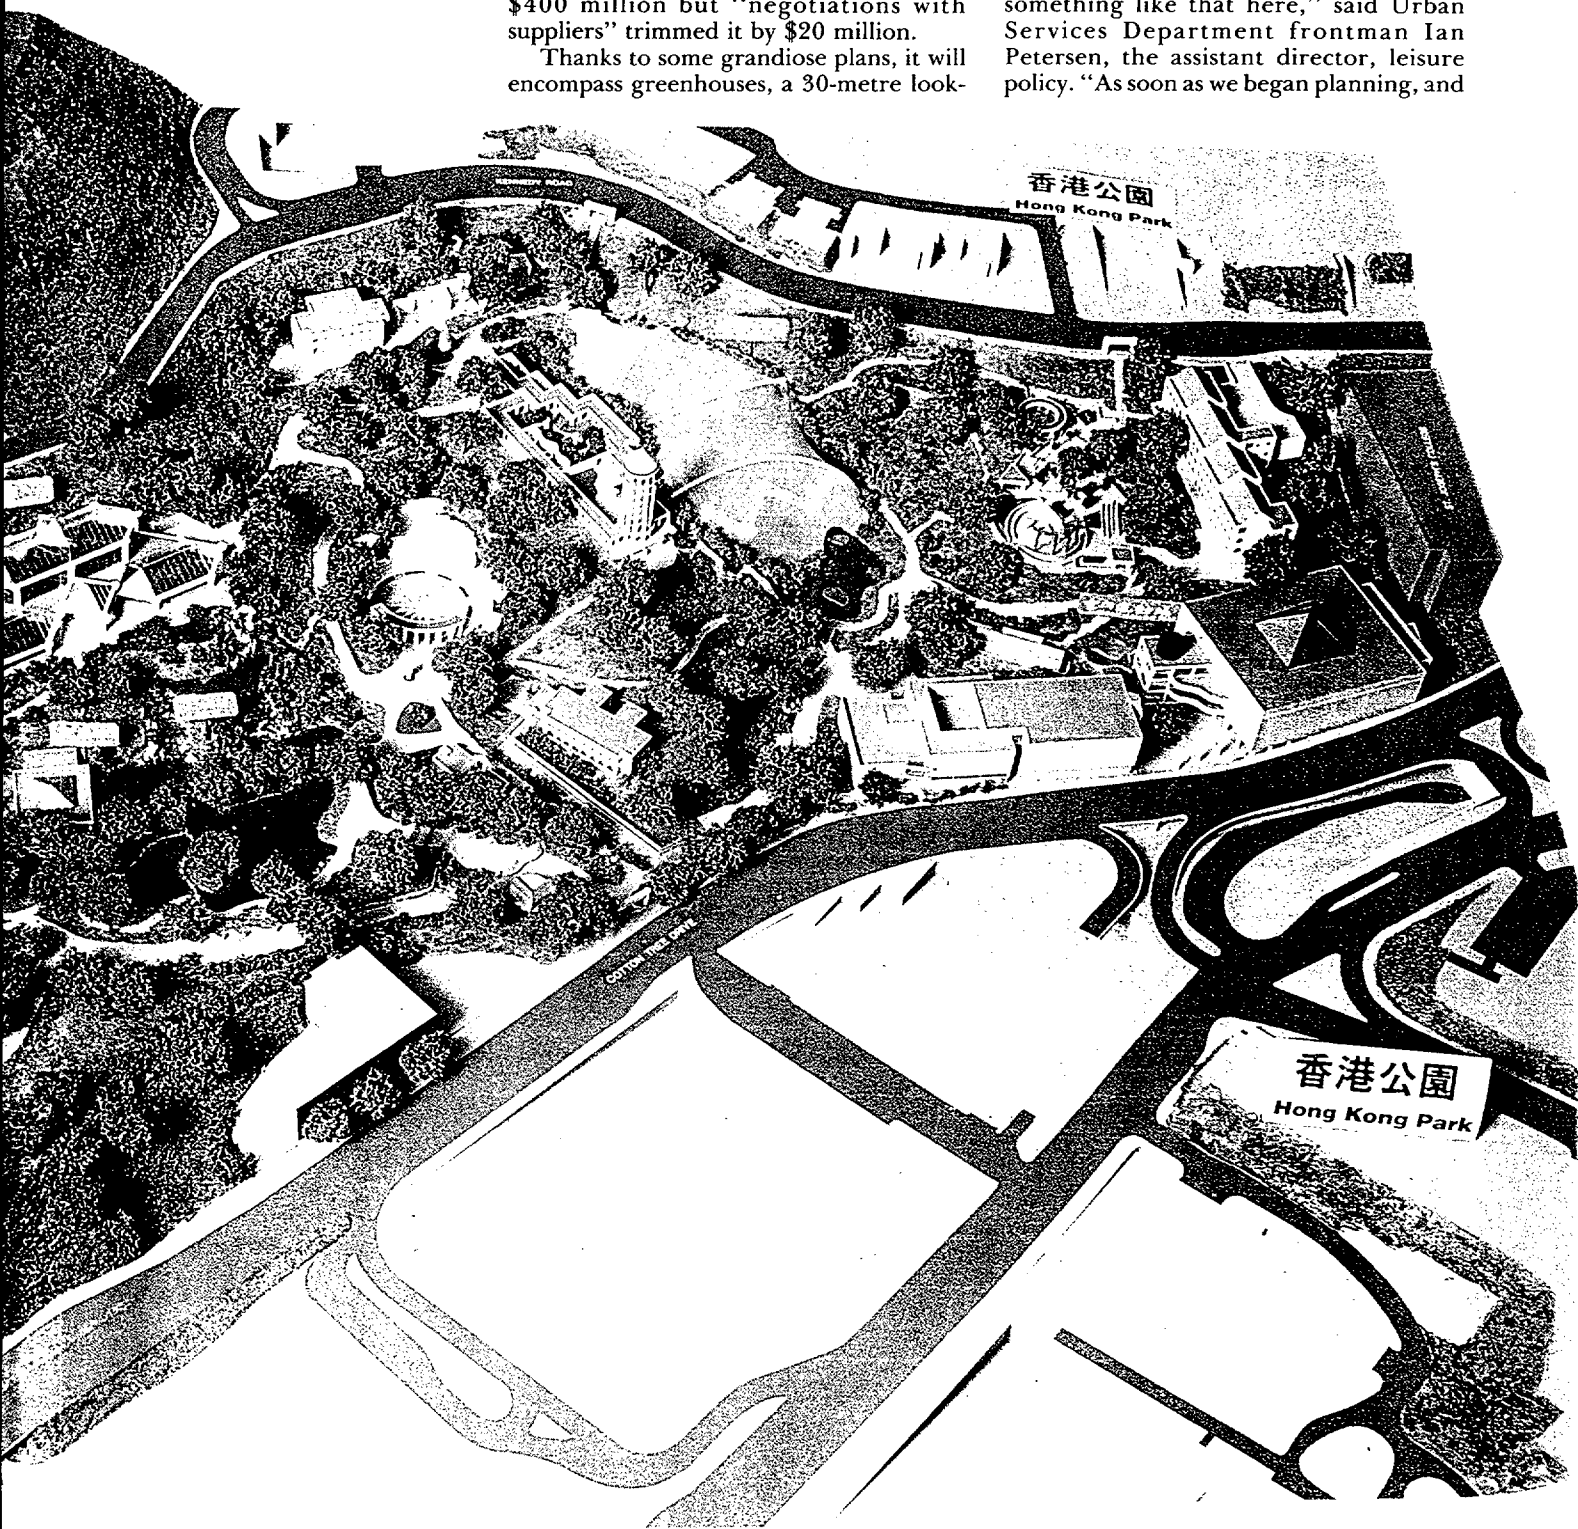 $400 million but "negotiations with
suppliers" trimmed it by $20 million.
Thanks to some grandiose plans, it will
encompass greenhouses, a 30-metre look-
something like that here," said Urban
Services Department frontman Ian
Petersen, the assistant director, leisure
policy. "As soon as we began planning, and
KENNEDY ROAD
香港公園
Hong Kong Park
COTTON TREE DRIVE
香港公園
Hong Kong Park